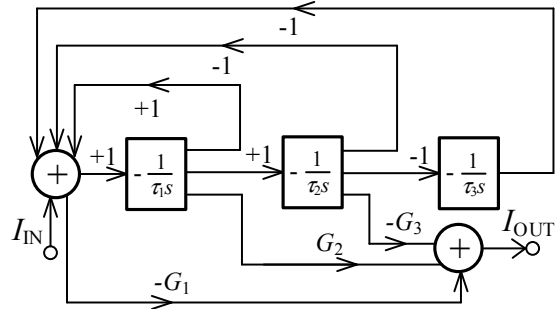 -1
-1
+1
+1
- 1/τ₁s
+1
- 1/τ₂s
-1
- 1/τ₃s
+
I_IN
-G₃
G₂
+
I_OUT
-G₁